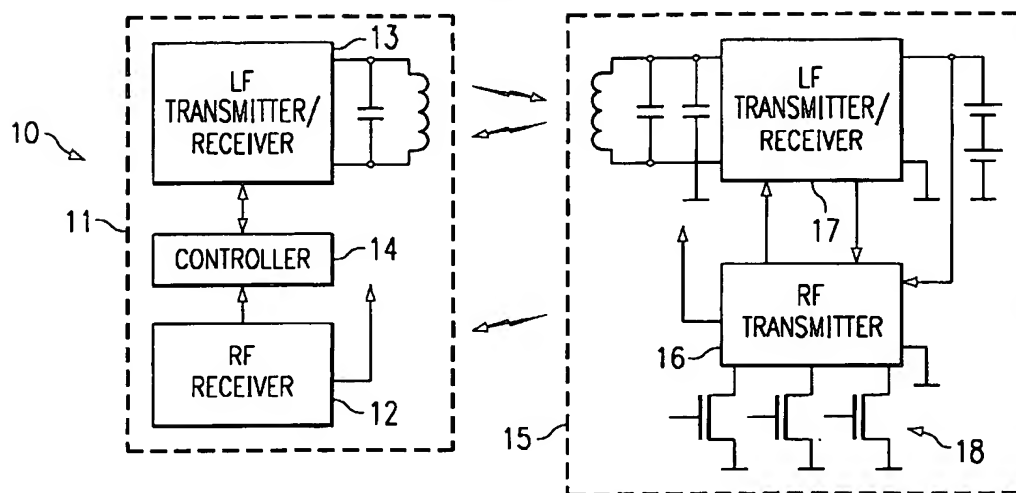 13
LF
TRANSMITTER/
RECEIVER
10
11
CONTROLLER
14
RF
RECEIVER
12
LF
TRANSMITTER/
RECEIVER
17
RF
TRANSMITTER
16
15
18